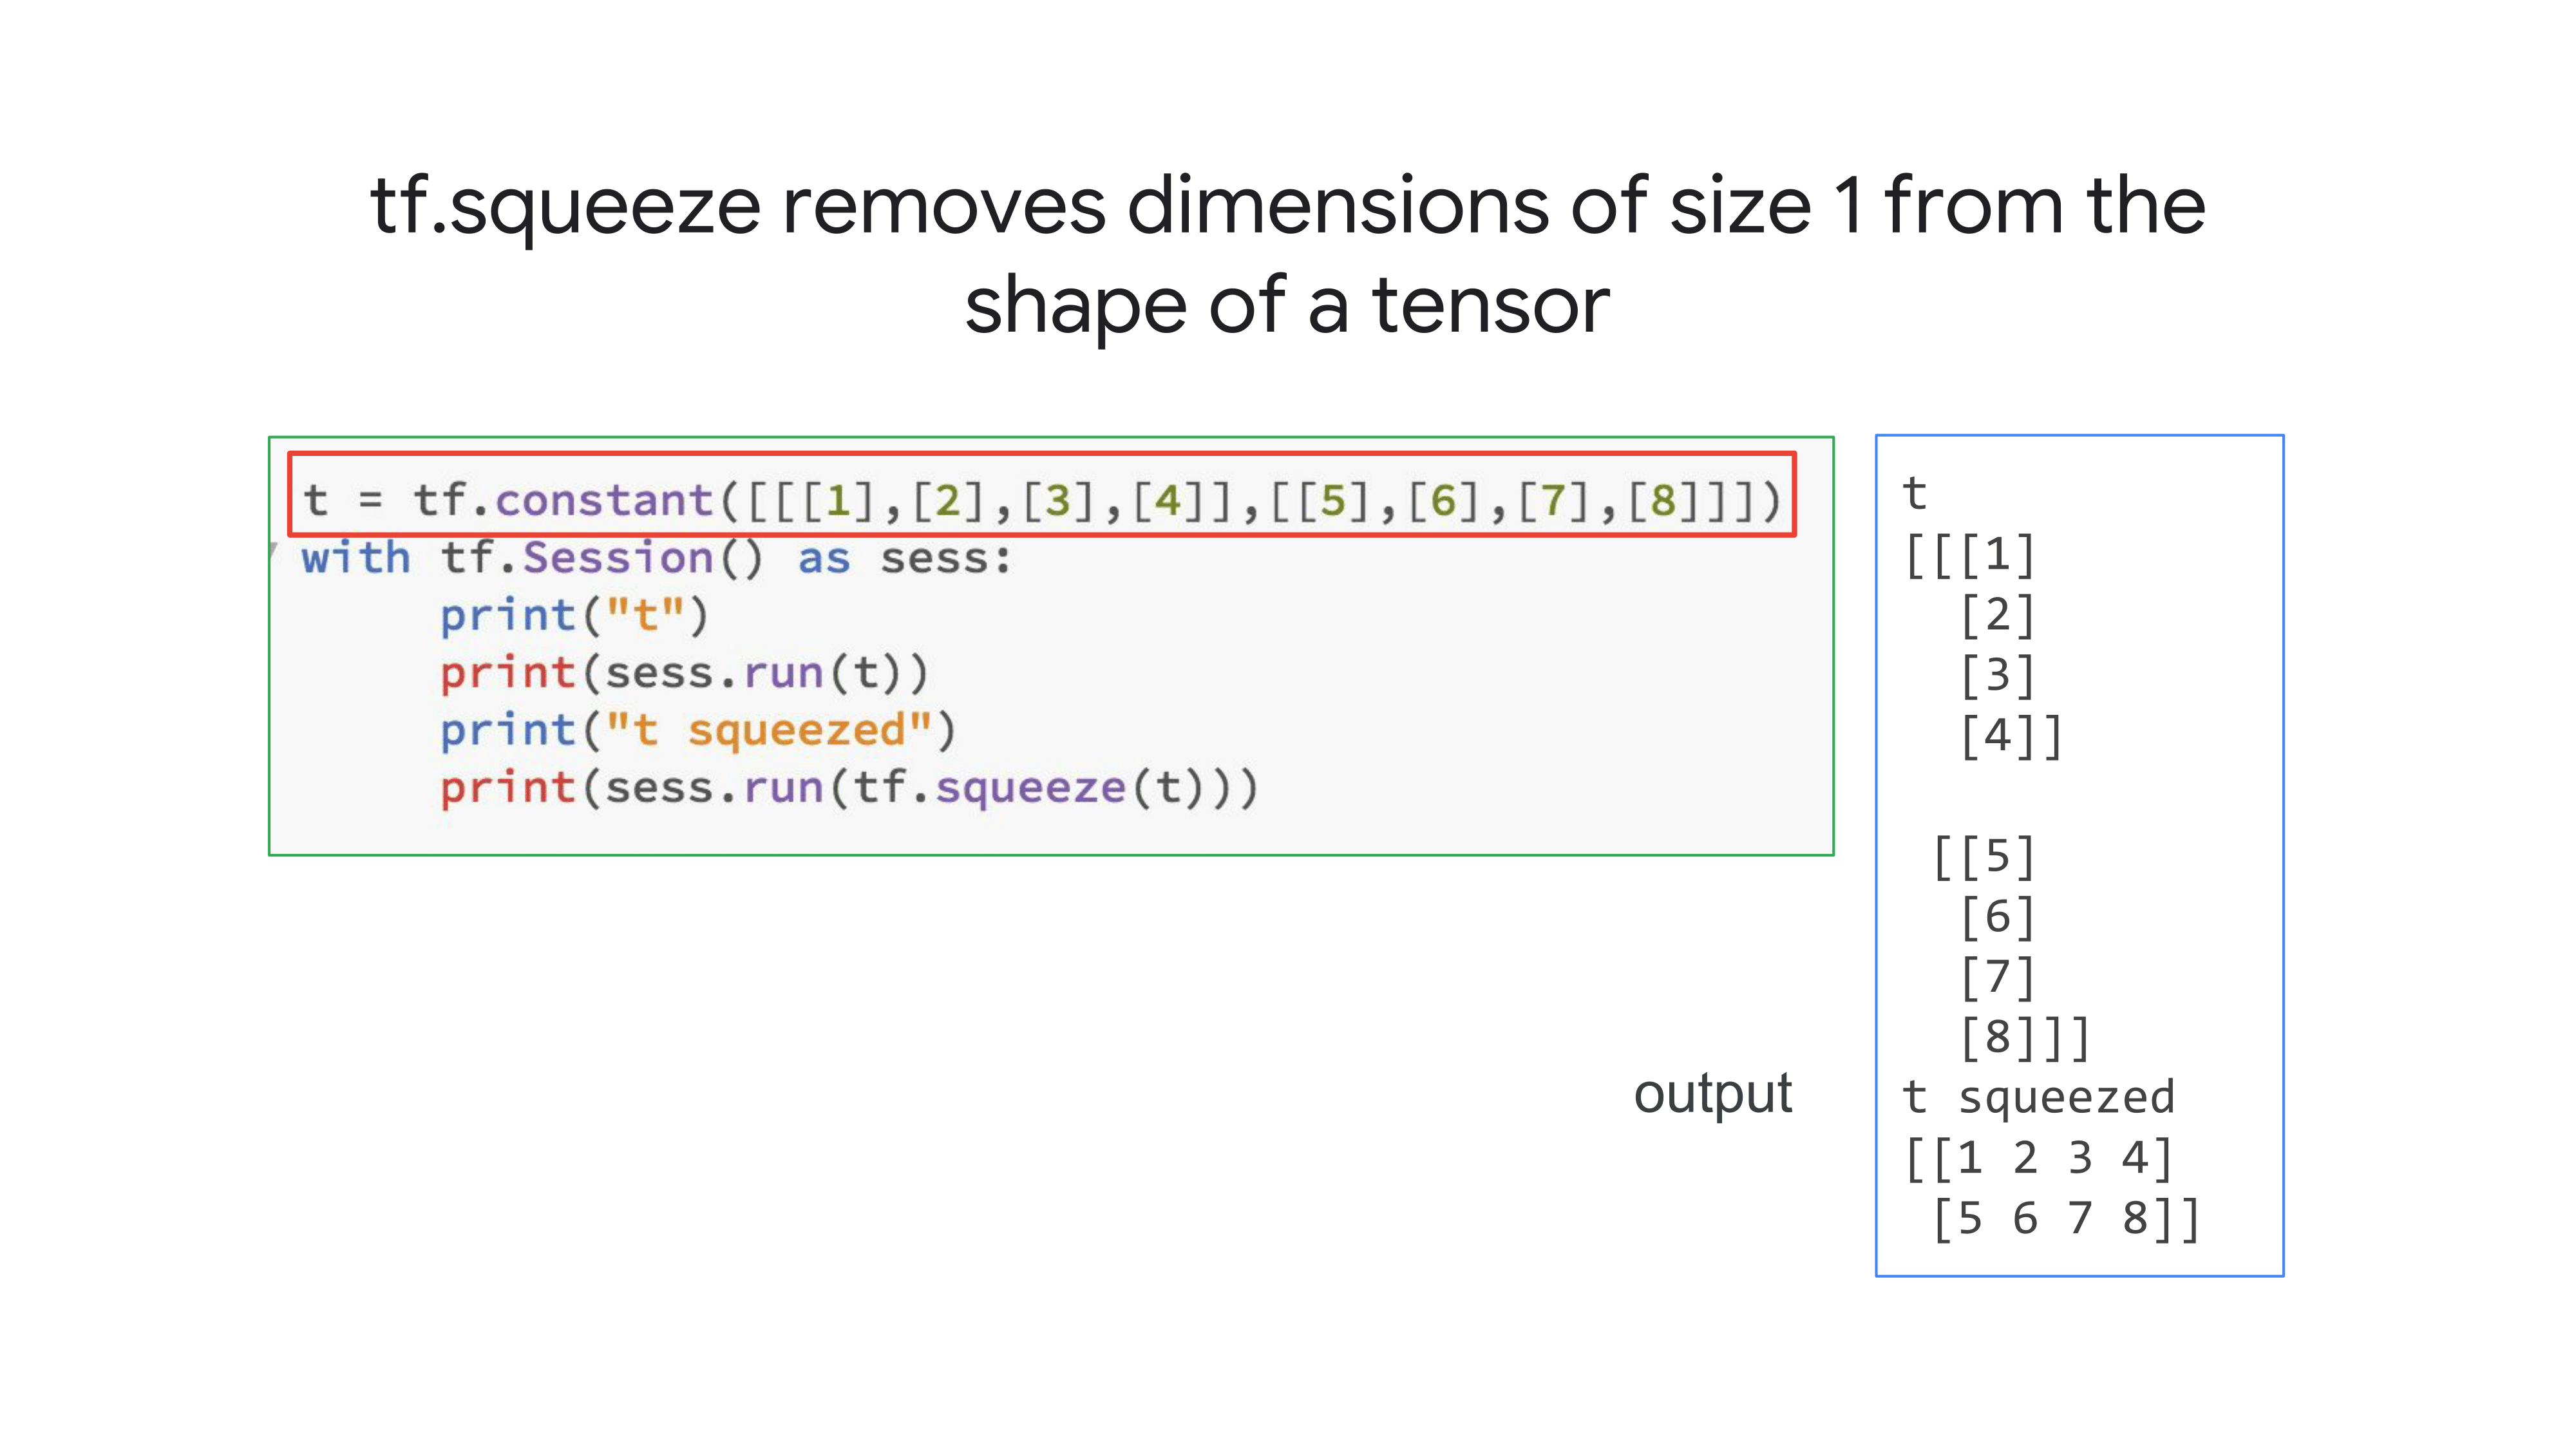 tf.squeeze removes dimensions of size 1 from the
shape of a tensor
t = tf.constant([[[1],[2],[3],[4]],[[5],[6],[7],[8]]])
with tf.Session() as sess:
     print("t")
     print(sess.run(t))
     print("t squeezed")
     print(sess.run(tf.squeeze(t)))
output
t
[[[1]
  [2]
  [3]
  [4]]

 [[5]
  [6]
  [7]
  [8]]]
t squeezed
[[1 2 3 4]
 [5 6 7 8]]